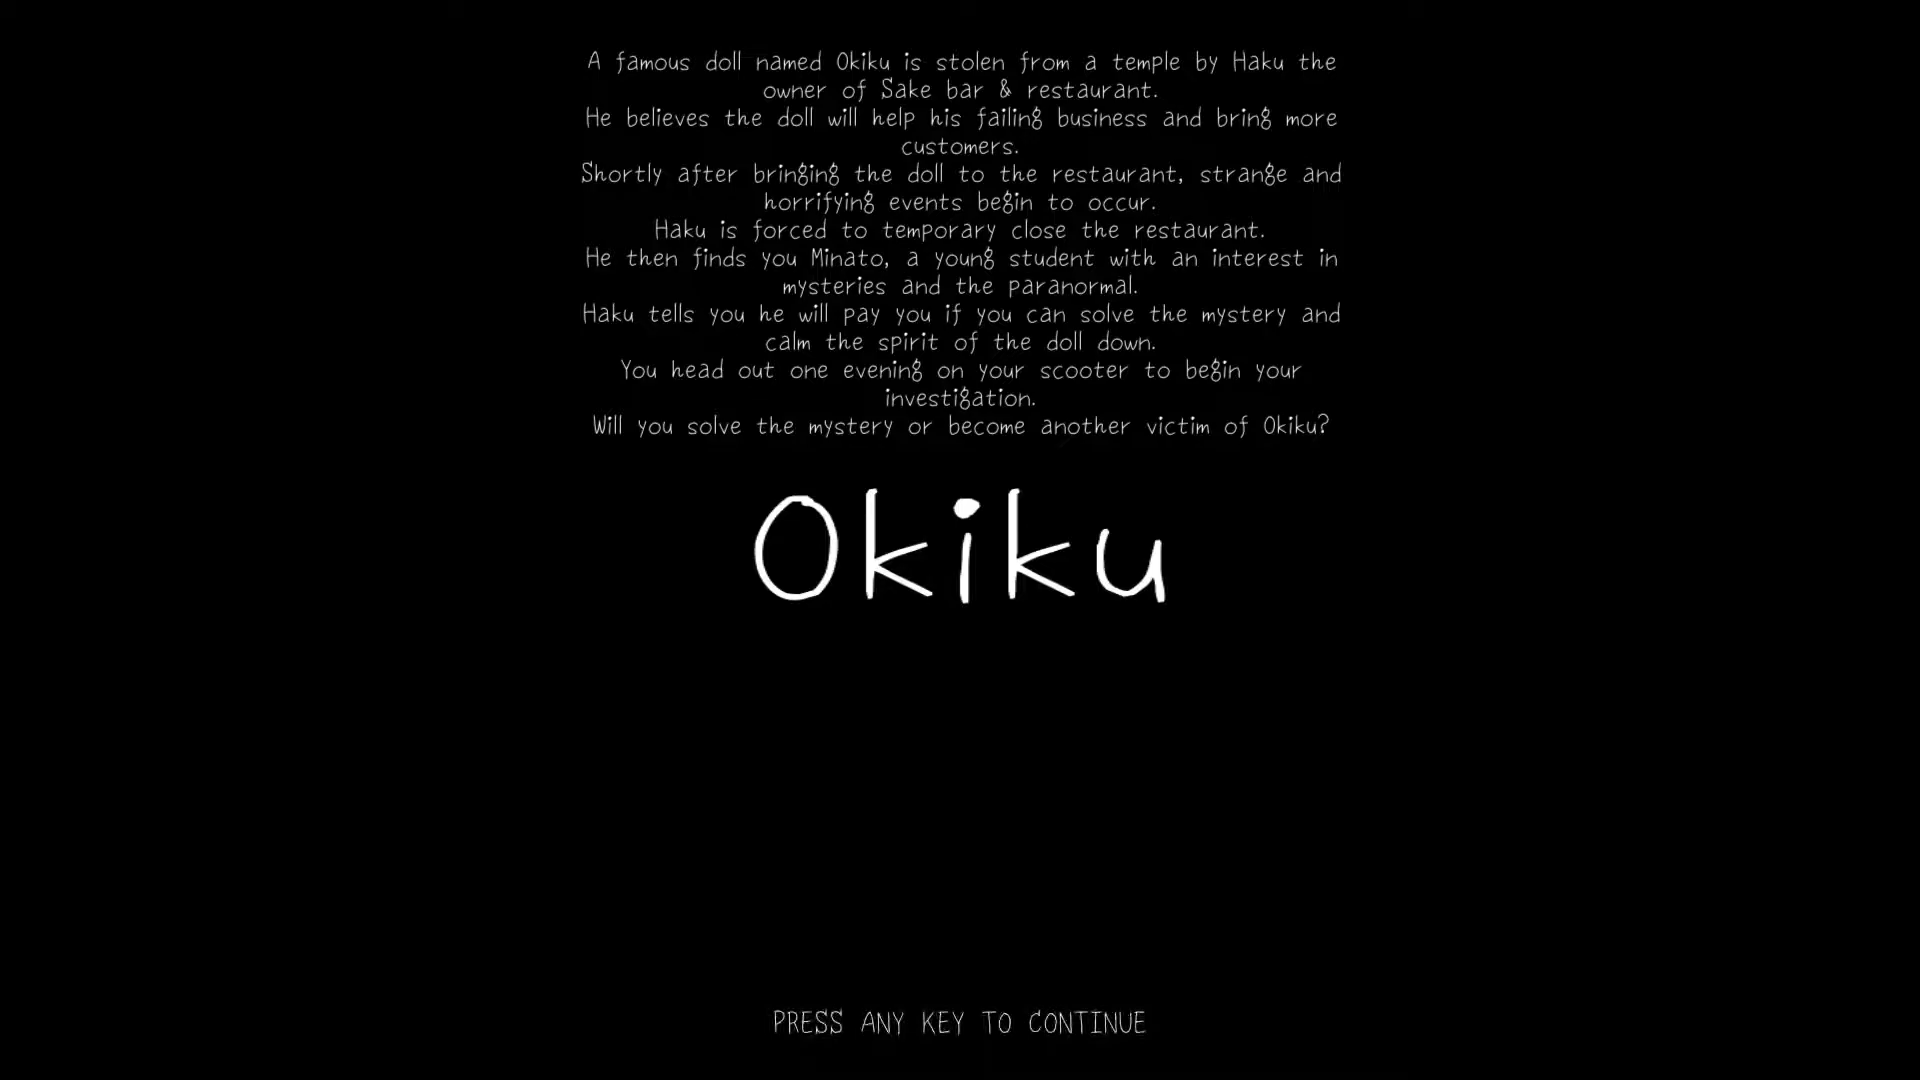 A famous doll named Okiku is stolen from a temple by Haku the
owner of Sake bar & restaurant.
He believes the doll will help his failing business and bring more
customers.
Shortly after bringing the doll to the restaurant, strange and
horrifying events begin to occur.
Haku is forced to temporary close the restaurant.
He then finds you Minato, a young student with an interest in
mysteries and the paranormal.
Haku tells you he will pay you if you can solve the mystery and
calm the spirit of the doll down.
You head out one evening on your scooter to begin your
investigation.
Will you solve the mystery or become another victim of Okiku?
Okiku
PRESS ANY KEY TO CONTINUE